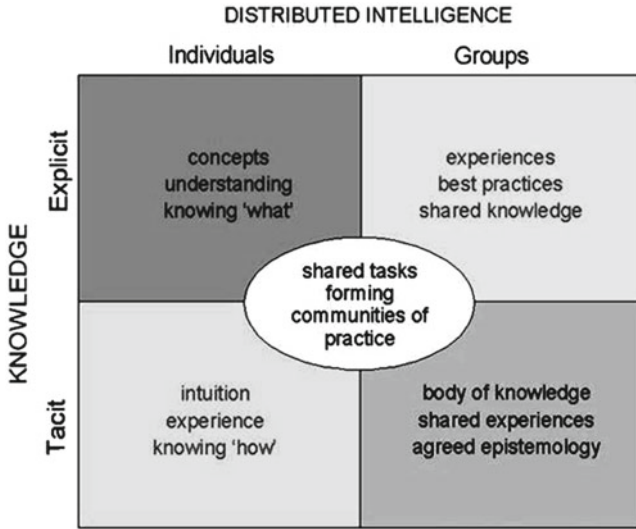 DISTRIBUTED INTELLIGENCE
Individuals
Groups
KNOWLEDGE
Explicit
concepts
understanding
knowing 'what'
experiences
best practices
shared knowledge
shared tasks
forming
communities of
practice
Tacit
intuition
experience
knowing 'how'
body of knowledge
shared experiences
agreed epistemology